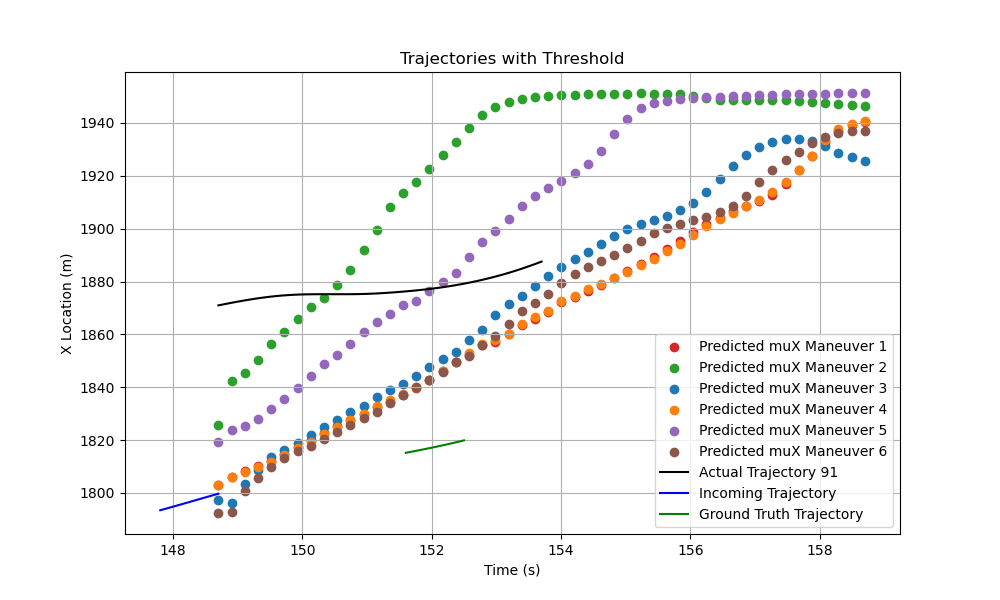 Trajectories with Threshold
X Location (m)
1940
1920
1900
1880
1860
1840
1820
1800
148
150
152
154
156
158
Time (s)
Predicted muX Maneuver 1
Predicted muX Maneuver 2
Predicted muX Maneuver 3
Predicted muX Maneuver 4
Predicted muX Maneuver 5
Predicted muX Maneuver 6
Actual Trajectory 91
Incoming Trajectory
Ground Truth Trajectory